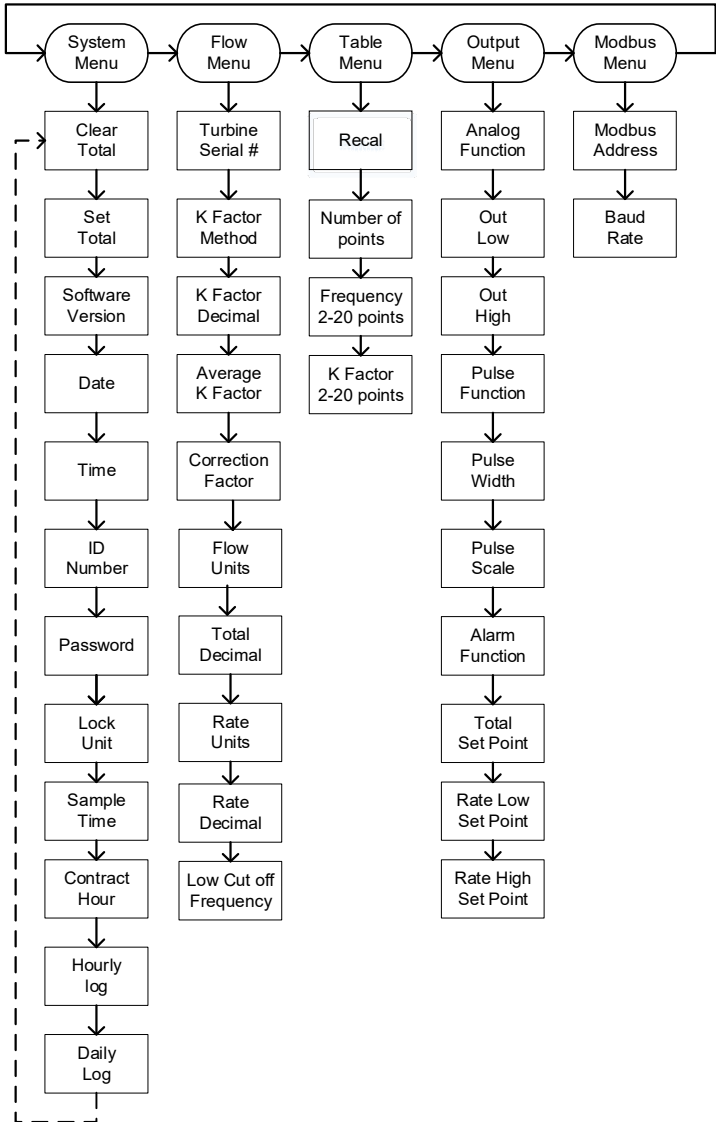 System
Menu
Flow
Menu
Table
Menu
Output
Menu
Modbus
Menu
Clear
Total
Set
Total
Software
Version
Date
Time
ID
Number
Password
Lock
Unit
Sample
Time
Contract
Hour
Hourly
log
Daily
Log
Turbine
Serial #
K Factor
Method
K Factor
Decimal
Average
K Factor
Correction
Factor
Flow
Units
Total
Decimal
Rate
Units
Rate
Decimal
Low Cut off
Frequency
Recal
Number of
points
Frequency
2-20 points
K Factor
2-20 points
Analog
Function
Out
Low
Out
High
Pulse
Function
Pulse
Width
Pulse
Scale
Alarm
Function
Total
Set Point
Rate Low
Set Point
Rate High
Set Point
Modbus
Address
Baud
Rate